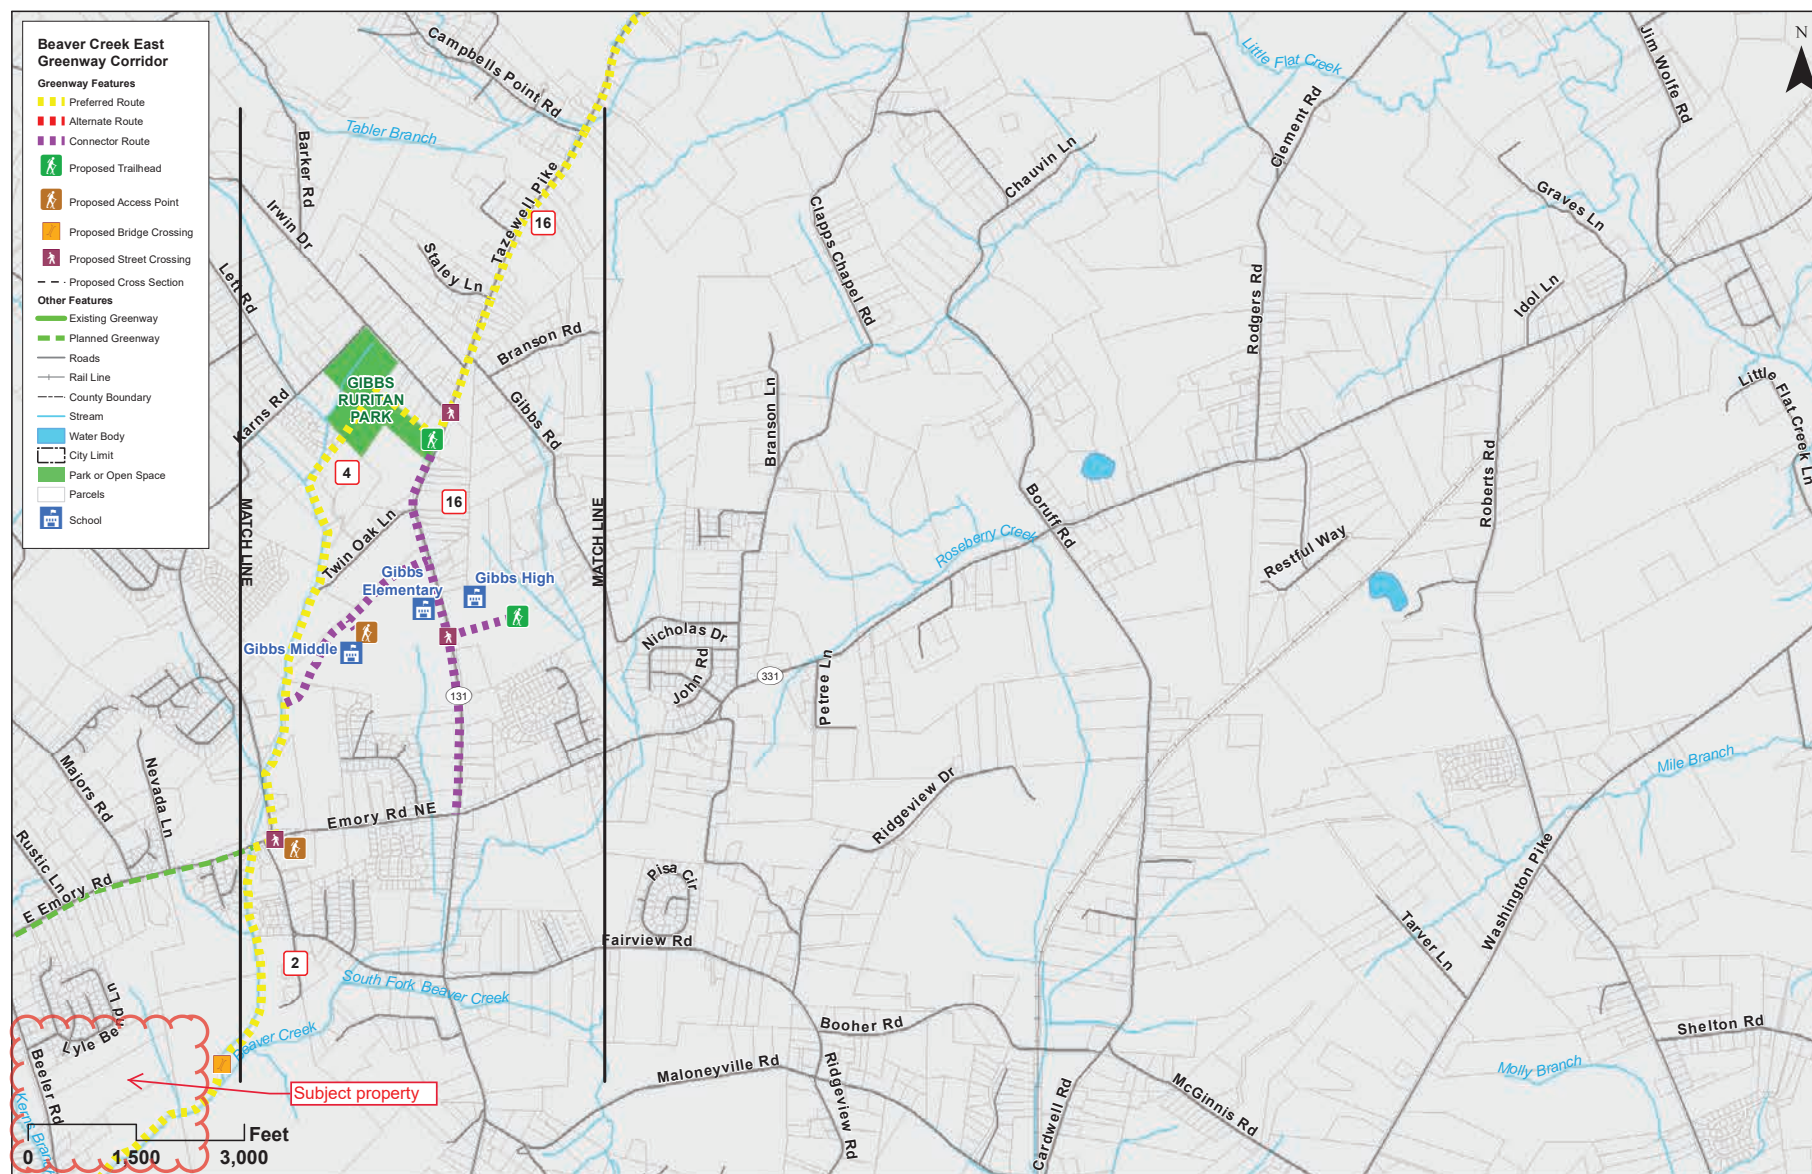 Beaver Creek East
Greenway Corridor
Greenway Features
Preferred Route
Alternate Route
Connector Route
Proposed Trailhead
Proposed Access Point
Proposed Bridge Crossing
Proposed Street Crossing
Proposed Cross Section
Other Features
Existing Greenway
Planned Greenway
Roads
Rail Line
County Boundary
Stream
Water Body
City Limit
Park or Open Space
Parcels
School
N
Campbells Point Rd
Tabler Branch
Barker Rd
Irwin Dr
Lett Rd
Tazewell Pike
16
Staley Ln
Branson Rd
Karns Rd
GIBBS
RURITAN
PARK
Gibbs Rd
4
16
MATCH LINE
MATCH LINE
Twin Oak Ln
Gibbs
Elementary
Gibbs High
Gibbs Middle
131
Majors Rd
Nevada Ln
Rustic Ln
E Emory Rd
Emory Rd NE
2
South Fork Beaver Creek
Beaver Creek
Lyle Be
nd Ln
Beeler Rd
Kerns Branch
Subject property
Feet
0
1,500
3,000
Little Flat Creek
Jim Wolfe Rd
Clement Rd
Chauvin Ln
Graves Ln
Clapps Chapel Rd
Rodgers Rd
Idol Ln
Little Flat Creek Ln
Branson Ln
Roberts Rd
Boruff Rd
Roseberry Creek
Restful Way
Nicholas Dr
John Rd
331
Petree Ln
Ridgeview Dr
Mile Branch
Washington Pike
Pisa Cir
Fairview Rd
Tarver Ln
Booher Rd
Shelton Rd
Maloneyville Rd
Ridgeview Rd
Cardwell Rd
McGinnis Rd
Molly Branch